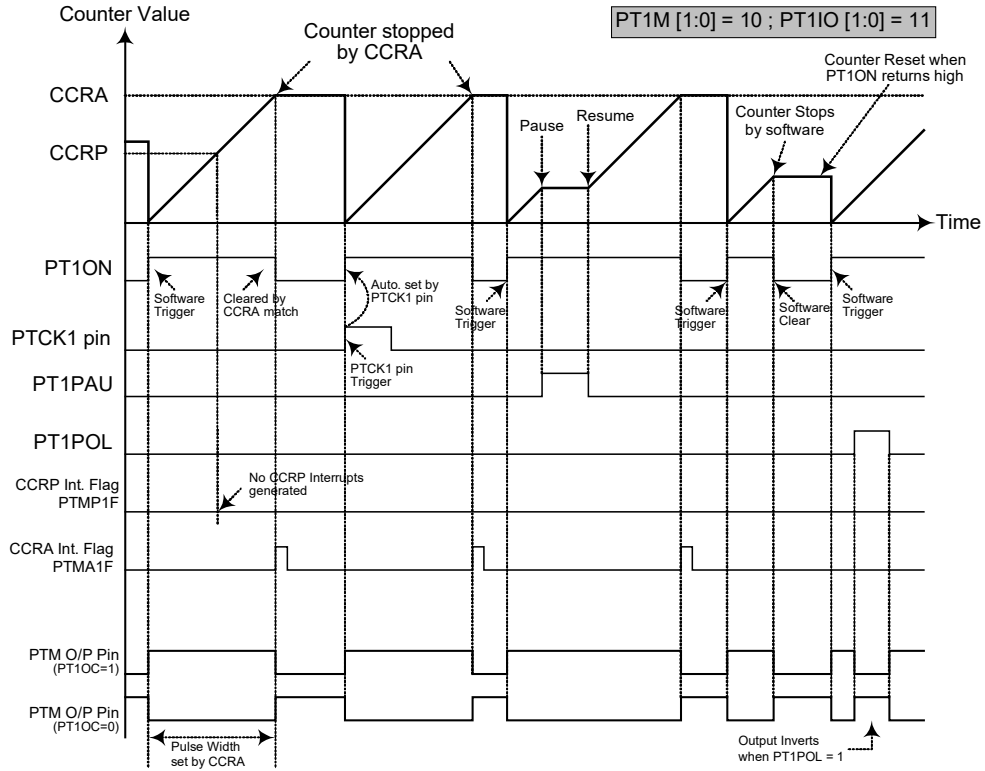 Counter Value
PT1M [1:0] = 10 ; PT1IO [1:0] = 11
Counter stopped
by CCRA
Counter Reset when
PT1ON returns high
CCRA
CCRP
Pause
Resume
Counter Stops
by software
Time
PT1ON
Software
Trigger
Cleared by
CCRA match
Auto. set by
PTCK1 pin
Software
Trigger
Software
Trigger
Software
Clear
Software
Trigger
PTCK1 pin
PTCK1 pin
Trigger
PT1PAU
PT1POL
CCRP Int. Flag
PTMP1F
No CCRP Interrupts
generated
CCRA Int. Flag
PTMA1F
PTM O/P Pin
(PT1OC=1)
PTM O/P Pin
(PT1OC=0)
Pulse Width
set by CCRA
Output Inverts
when PT1POL = 1